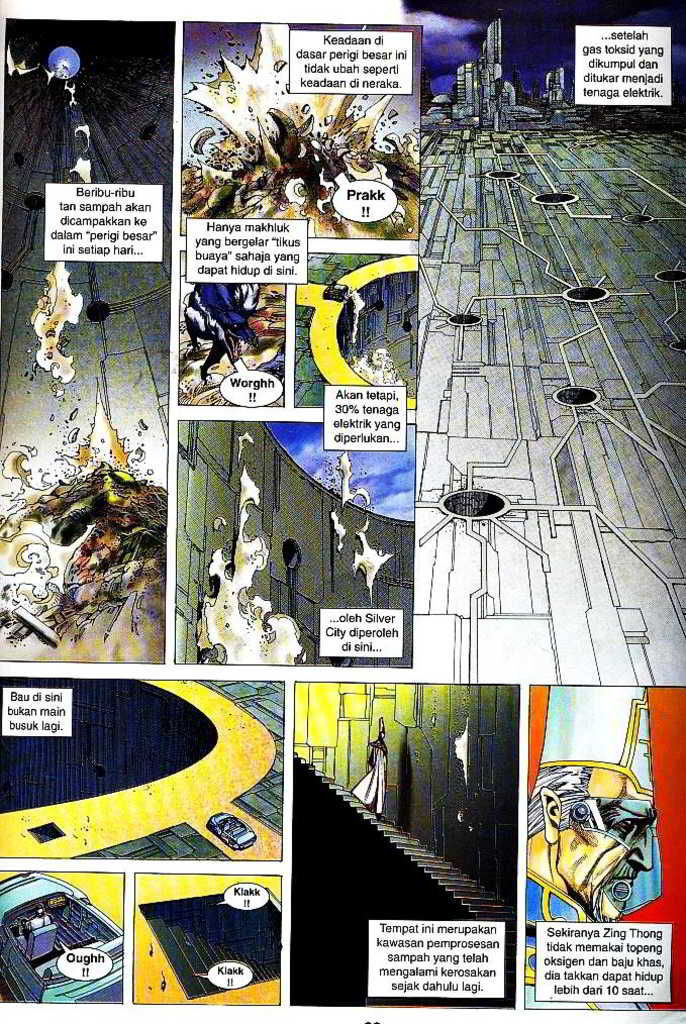 Beribu-ribu
tan sampah akan
dicampakkan ke
dalam "perigi besar"
ini setiap hari...
Keadaan di
dasar perigi besar ini
tidak ubah seperti
keadaan di neraka.
Prakk
!!
Hanya makhluk
yang bergelar "tikus
buaya" sahaja yang
dapat hidup di sini.
Worghh
!!
Akan tetapi,
30% tenaga
elektrik yang
diperlukan...
...oleh Silver
City diperoleh
di sini...
...setelah
gas toksid yang
dikumpul dan
ditukar menjadi
tenaga elektrik.
Bau di sini
bukan main
busuk lagi.
Oughh
!!
Klakk
!!
Klakk
!!
Tempat ini merupakan
kawasan pemprosesan
sampah yang telah
mengalami kerosakan
sejak dahulu lagi.
Sekiranya Zing Thong
tidak memakai topeng
oksigen dan baju khas,
dia takkan dapat hidup
lebih dari 10 saat...